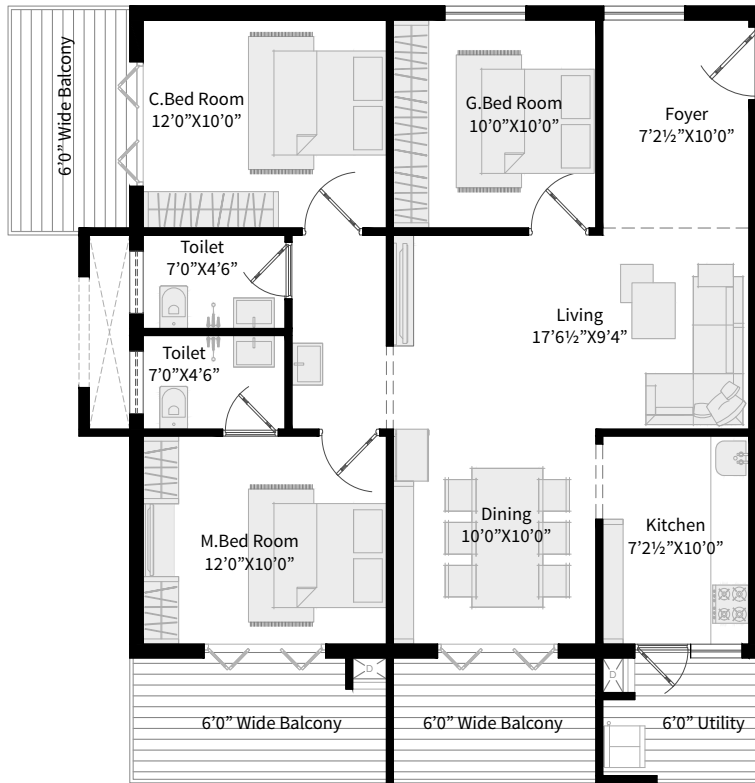 6’0” Wide Balcony
C.Bed Room
12’0”X10’0”
G.Bed Room
10’0”X10’0”
Foyer
7’2½”X10’0”
Toilet
7’0”X4’6”
Living
17’6½”X9’4”
Toilet
7’0”X4’6”
M.Bed Room
12’0”X10’0”
Dining
10’0”X10’0”
Kitchen
7’2½”X10’0”
D
D
6’0” Wide Balcony
6’0” Wide Balcony
6’0” Utility